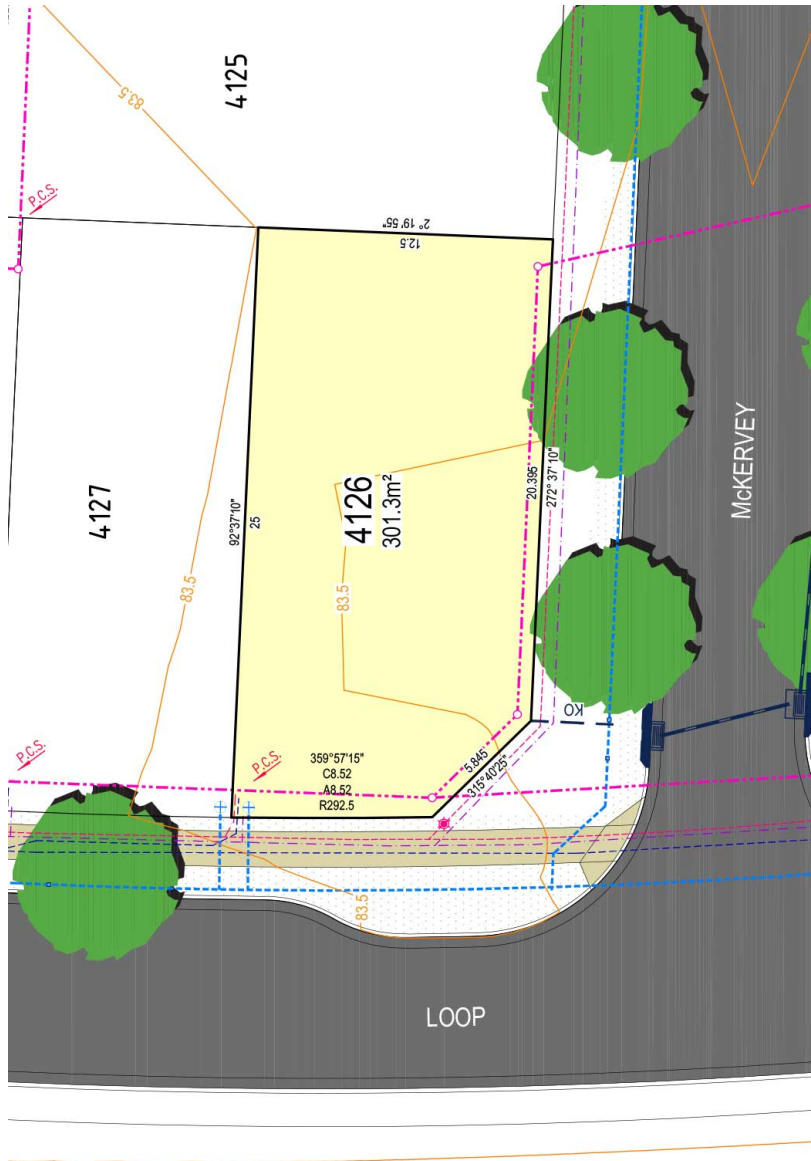 4125
83.5
P.C.S.
2° 19'55"
12.5
McKERVEY
4127
92°37'10"
25
4126
301.3m²
20.395
272° 37'10"
83.5
83.5
KO
P.C.S.
P.C.S.
359°57'15"
C8.52
A8.52
R292.5
5.845
315°40'25"
83.5
LOOP